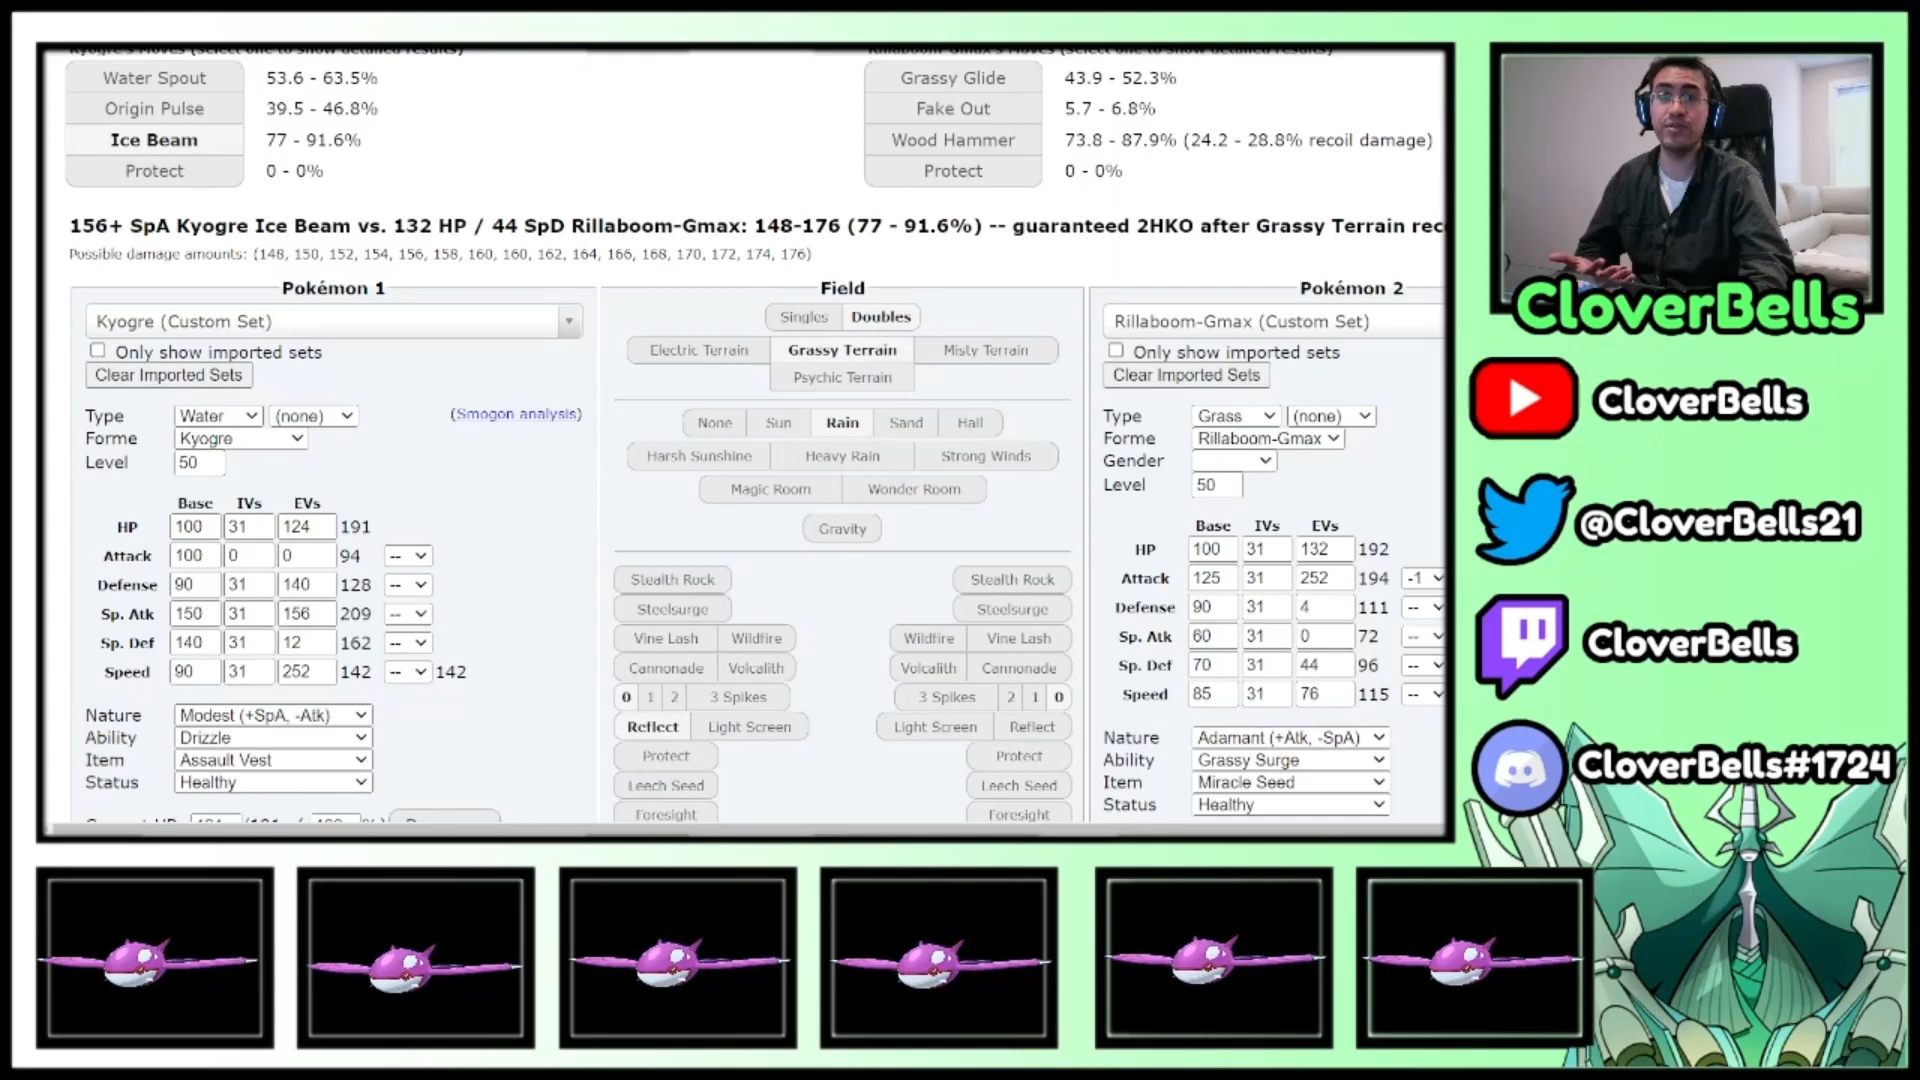 Water Spout 53.6 - 63.5%
Origin Pulse 39.5 - 46.8%
Ice Beam 77 - 91.6%
Protect 0 - 0%
Grassy Glide 43.9 - 52.3%
Fake Out 5.7 - 6.8%
Wood Hammer 73.8 - 87.9% (24.2 - 28.8% recoil damage)
Protect 0 - 0%
156+ SpA Kyogre Ice Beam vs. 132 HP / 44 SpD Rillaboom-Gmax: 148-176 (77 - 91.6%) -- guaranteed 2HKO after Grassy Terrain rec
Possible damage amounts: (148, 150, 152, 154, 156, 158, 160, 160, 162, 164, 166, 168, 170, 172, 174, 176)
Pokémon 1
Kyogre (Custom Set)
Only show imported sets
Clear Imported Sets
Type Water (none) (Smogon analysis)
Forme Kyogre
Level 50
Base IVs EVs
HP 100 31 124 191
Attack 100 0 0 94 --
Defense 90 31 140 128 --
Sp. Atk 150 31 156 209 --
Sp. Def 140 31 12 162 --
Speed 90 31 252 142 -- 142
Nature Modest (+SpA, -Atk)
Ability Drizzle
Item Assault Vest
Status Healthy
Field
Singles Doubles
Electric Terrain Grassy Terrain Misty Terrain
Psychic Terrain
None Sun Rain Sand Hail
Harsh Sunshine Heavy Rain Strong Winds
Magic Room Wonder Room
Gravity
Stealth Rock Stealth Rock
Steelsurge Steelsurge
Vine Lash Wildfire Wildfire Vine Lash
Cannonade Volcalith Volcalith Cannonade
0 1 2 3 Spikes 3 Spikes 2 1 0
Reflect Light Screen Light Screen Reflect
Protect Protect
Leech Seed Leech Seed
Foresight Foresight
Pokémon 2
Rillaboom-Gmax (Custom Set)
Only show imported sets
Clear Imported Sets
Type Grass (none)
Forme Rillaboom-Gmax
Gender
Level 50
Base IVs EVs
HP 100 31 132 192
Attack 125 31 252 194 -1
Defense 90 31 4 111 --
Sp. Atk 60 31 0 72 --
Sp. Def 70 31 44 96 --
Speed 85 31 76 115 --
Nature Adamant (+Atk, -SpA)
Ability Grassy Surge
Item Miracle Seed
Status Healthy
CloverBells
CloverBells
@CloverBells21
CloverBells
CloverBells#1724